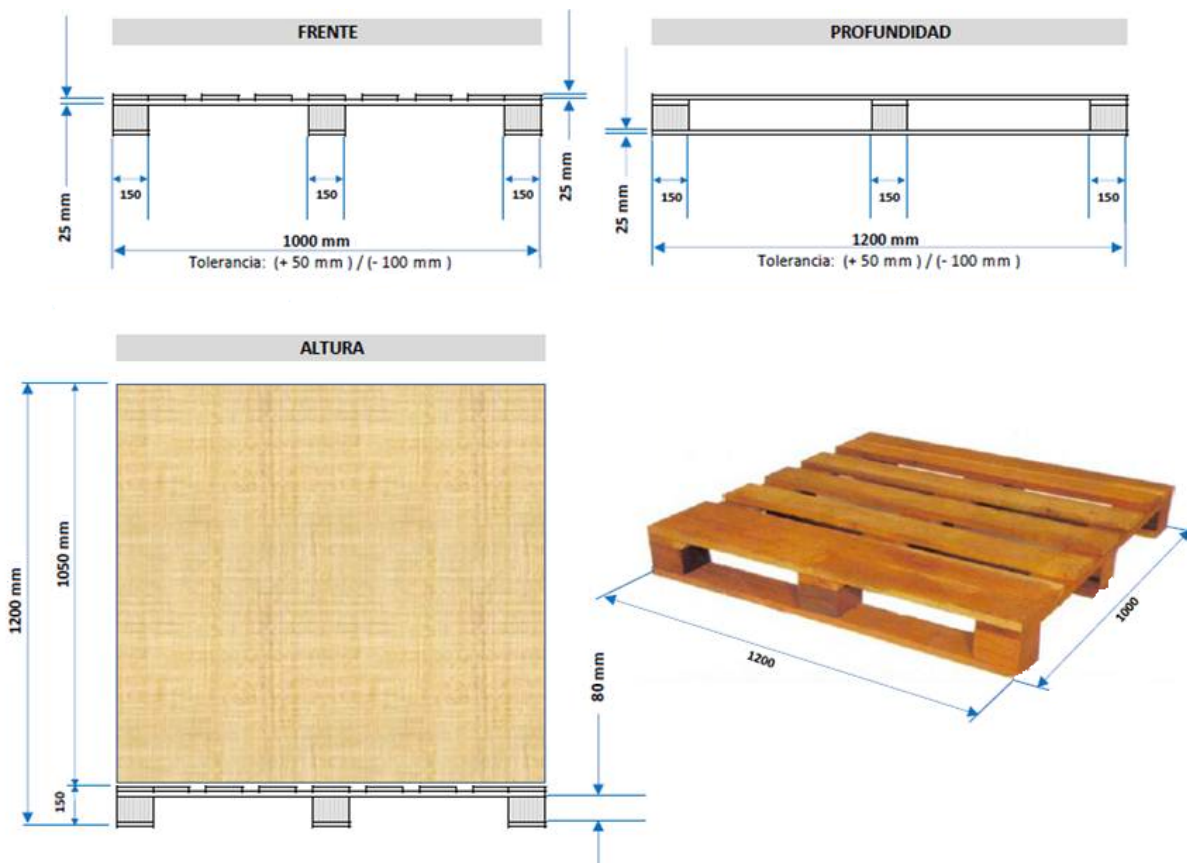 FRENTE
25 mm
150
150
150
25 mm
1000 mm
Tolerancia: (+ 50 mm ) / (- 100 mm )
PROFUNDIDAD
25 mm
150
150
150
1200 mm
Tolerancia: (+ 50 mm ) / (- 100 mm )
ALTURA
1200 mm
1050 mm
150
80 mm
1200
1000